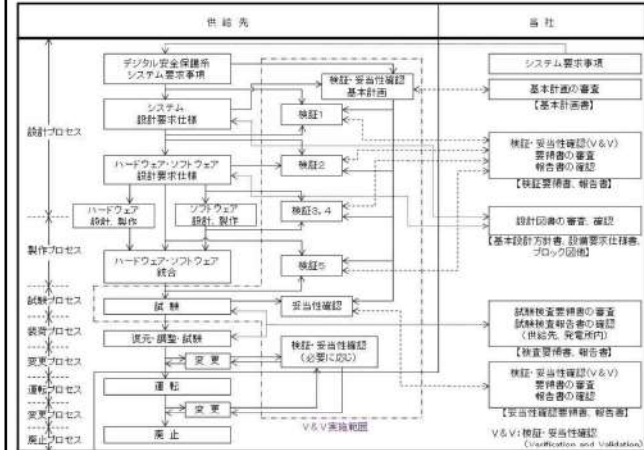 供給先
当社
デジタル安全保護系
システム要求事項
検証・妥当性確認
基本計画
システム要求事項
基本計画の審査
【基本計画書】
システム
設計要求仕様
検証1
設計プロセス
ハードウェア・ソフトウェア
設計要求仕様
検証2
検証・妥当性確認(V&V)
要領書の審査
報告書の確認
【検証要領書、報告書】
ハードウェア
設計、製作
ソフトウェア
設計、製作
検証3、4
設計図書の審査、確認
【基本設計方針書、設備要求仕様書、
ブロック図他】
製作プロセス
ハードウェア・ソフトウェア
統合
検証5
試験プロセス
試験
妥当性確認
試験検査要領書の審査
試験検査報告書の確認
(供給先、発電所内)
【検査要領書、報告書】
装荷プロセス
復元・調整・試験
検証・妥当性確認
(必要に応じ)
変更プロセス
変更
運転プロセス
運転
検証・妥当性確認(V&V)
要領書の審査
報告書の確認
【妥当性確認要領書、報告書】
変更プロセス
変更
V&V実施範囲
廃止プロセス
廃止
V&V:検証・妥当性確認
(Verification and Validation)